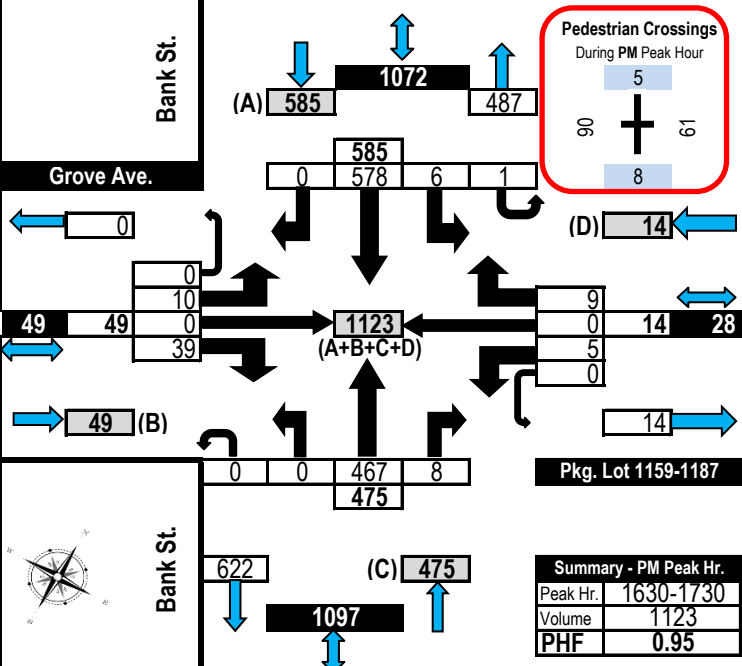 Bank St.
Pedestrian Crossings
During PM Peak Hour
5
90
61
8
1072
(A) 585
487
585
0 578 6 1
Grove Ave.
0
(D) 14
0
10
0
39
49 49
1123
(A+B+C+D)
9
0
5
0
14 28
49 (B)
14
0 0 467 8
475
Pkg. Lot 1159-1187
Bank St.
622
(C) 475
1097
Summary - PM Peak Hr.
Peak Hr. 1630-1730
Volume 1123
PHF 0.95